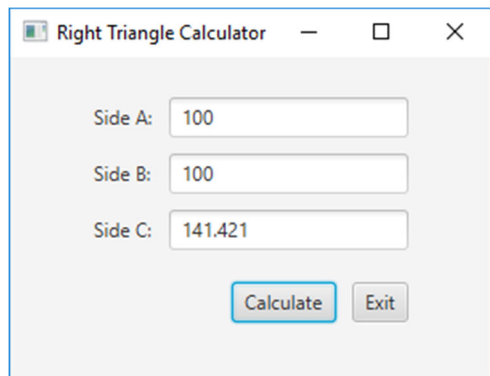 Right Triangle Calculator
Side A: 100
Side B: 100
Side C: 141.421
Calculate Exit